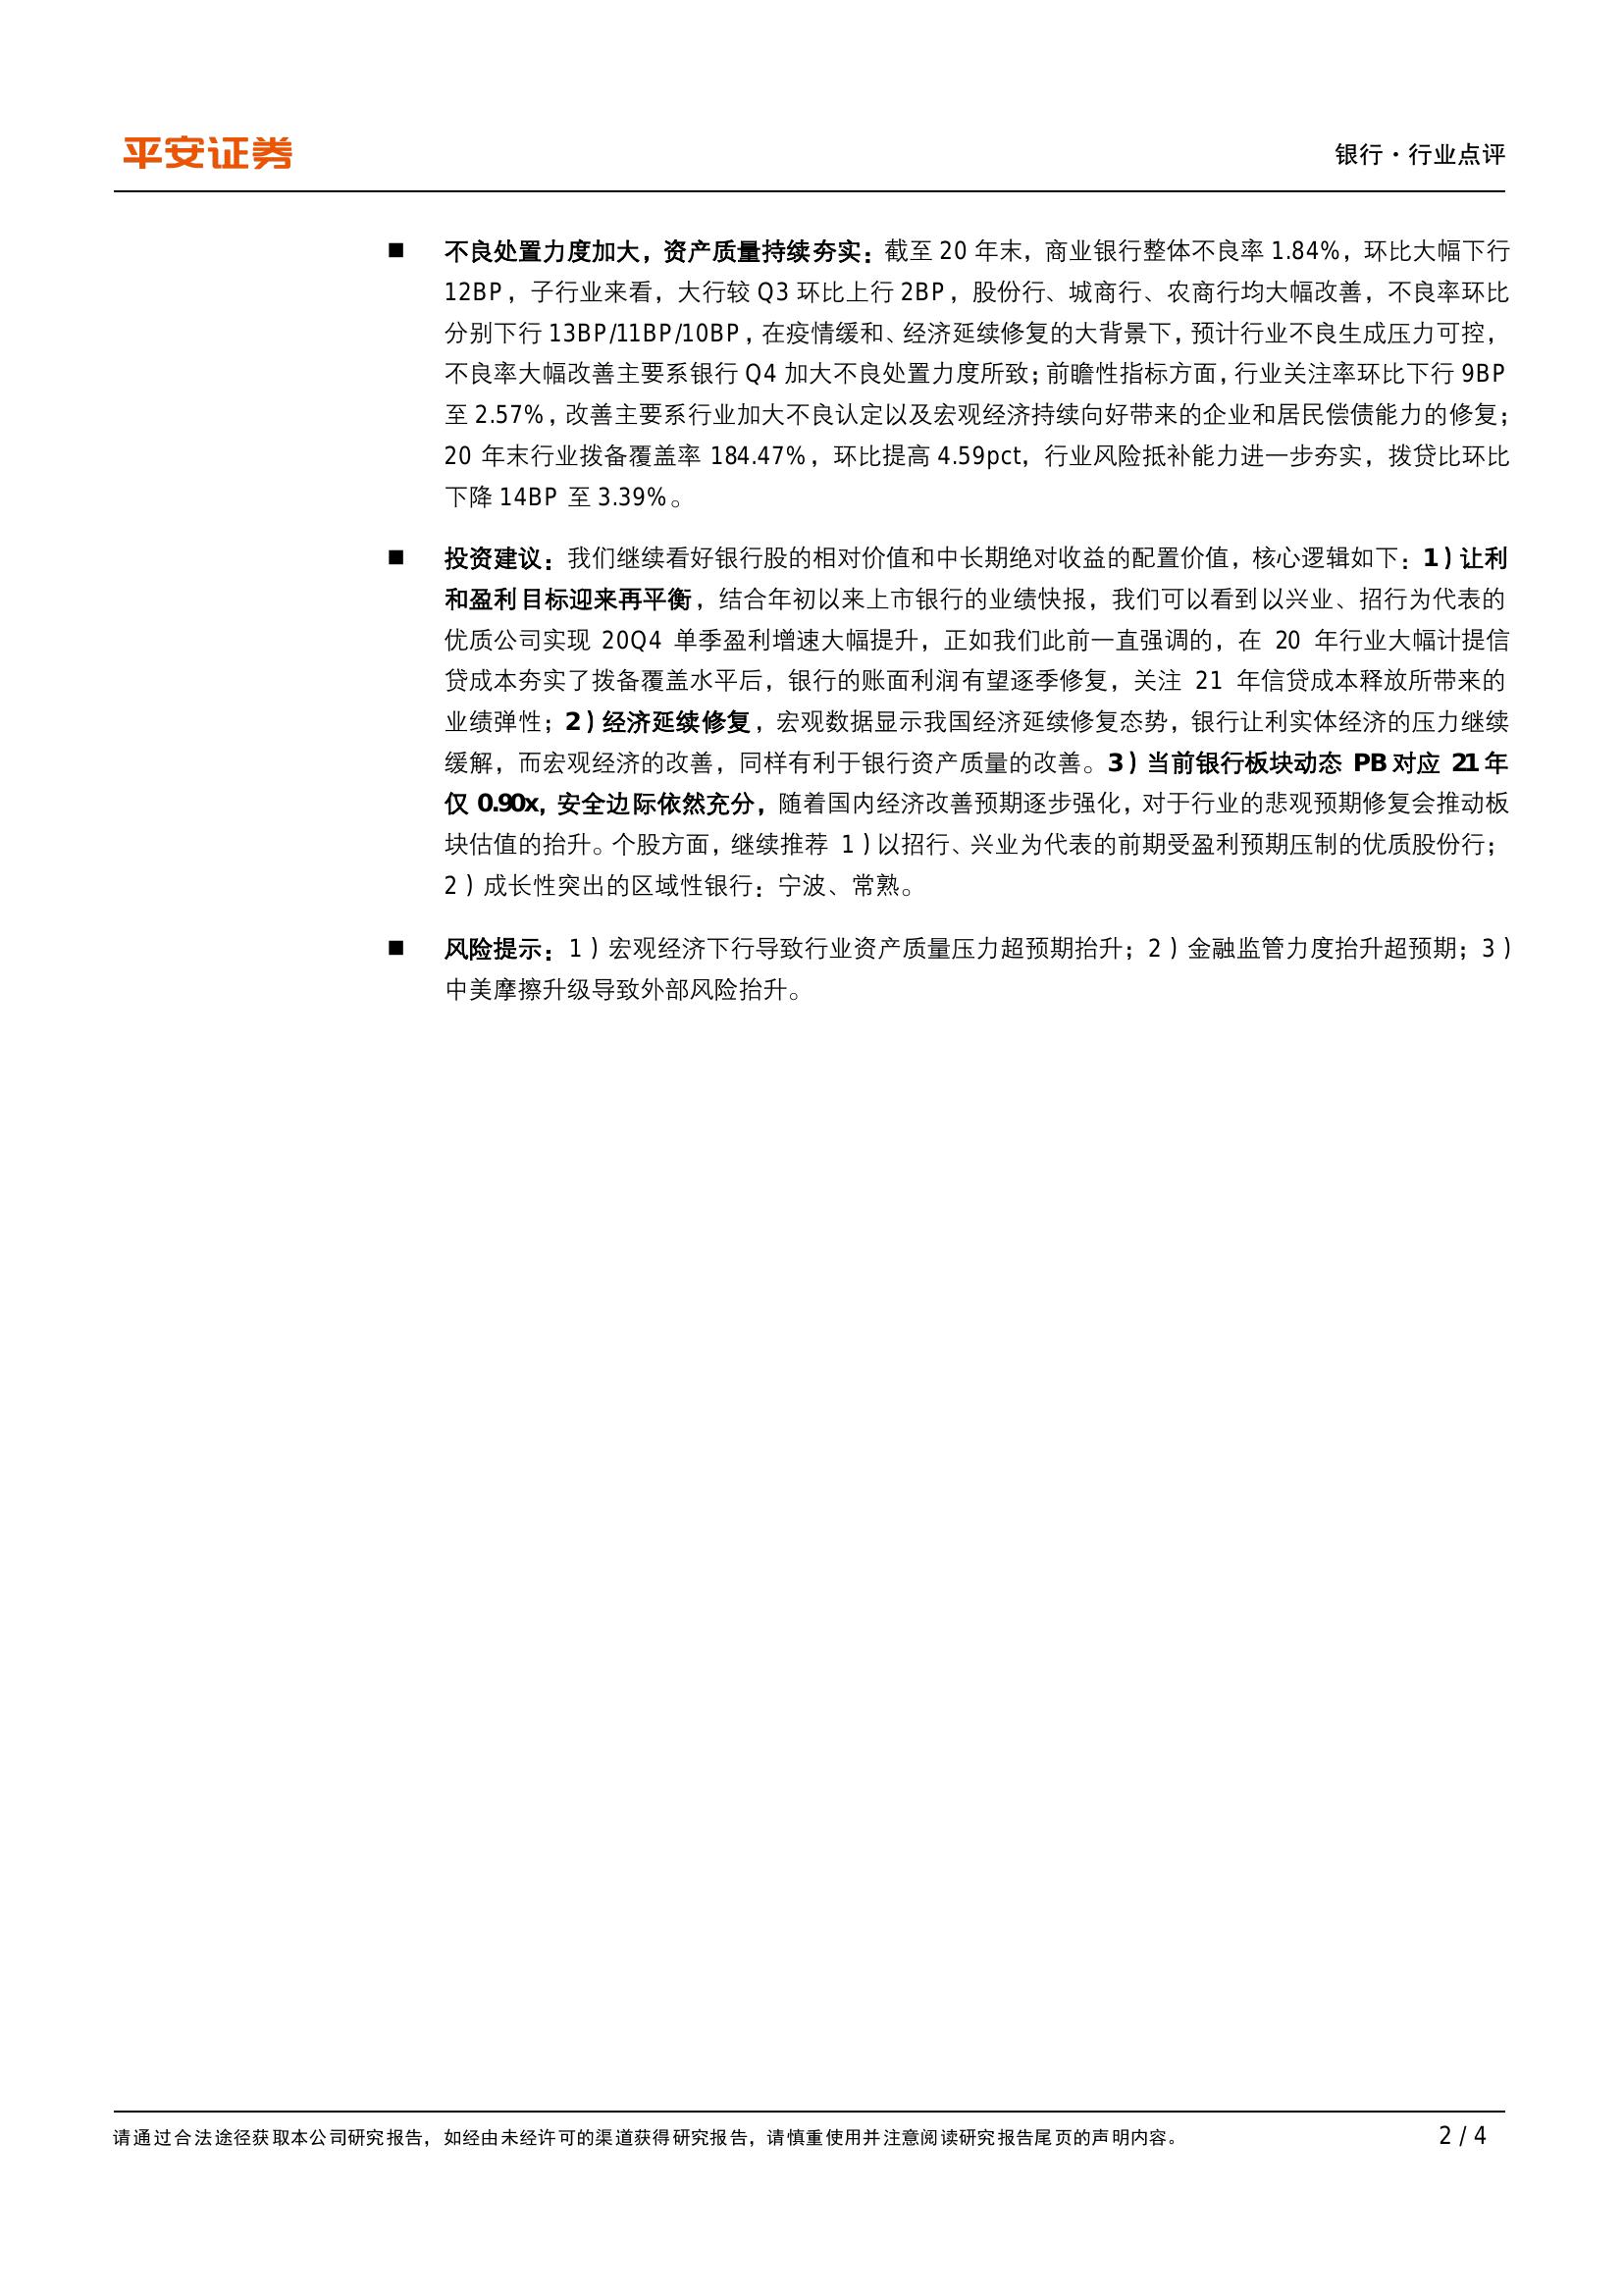 平安证券
银行·行业点评
■ 不良处置力度加大，资产质量持续夯实：截至 20 年末，商业银行整体不良率 1.84%，环比大幅下行
12BP，子行业来看，大行较 Q3 环比上行 2BP，股份行、城商行、农商行均大幅改善，不良率环比
分别下行 13BP/11BP/10BP，在疫情缓和、经济延续修复的大背景下，预计行业不良生成压力可控，
不良率大幅改善主要系银行 Q4 加大不良处置力度所致；前瞻性指标方面，行业关注率环比下行 9BP
至 2.57%，改善主要系行业加大不良认定以及宏观经济持续向好带来的企业和居民偿债能力的修复；
20 年末行业拨备覆盖率 184.47%，环比提高 4.59pct，行业风险抵补能力进一步夯实，拨贷比环比
下降 14BP 至 3.39%。
■ 投资建议：我们继续看好银行股的相对价值和中长期绝对收益的配置价值，核心逻辑如下：1）让利
和盈利目标迎来再平衡，结合年初以来上市银行的业绩快报，我们可以看到以兴业、招行为代表的
优质公司实现 20Q4 单季盈利增速大幅提升，正如我们此前一直强调的，在 20 年行业大幅计提信
贷成本夯实了拨备覆盖水平后，银行的账面利润有望逐季修复，关注 21 年信贷成本释放所带来的
业绩弹性；2）经济延续修复，宏观数据显示我国经济延续修复态势，银行让利实体经济的压力继续
缓解，而宏观经济的改善，同样有利于银行资产质量的改善。3）当前银行板块动态 PB 对应 21 年
仅 0.90x，安全边际依然充分，随着国内经济改善预期逐步强化，对于行业的悲观预期修复会推动板
块估值的抬升。个股方面，继续推荐 1）以招行、兴业为代表的前期受盈利预期压制的优质股份行；
2）成长性突出的区域性银行：宁波、常熟。
■ 风险提示：1）宏观经济下行导致行业资产质量压力超预期抬升；2）金融监管力度抬升超预期；3）
中美摩擦升级导致外部风险抬升。
请通过合法途径获取本公司研究报告，如经由未经许可的渠道获得研究报告，请慎重使用并注意阅读研究报告尾页的声明内容。
2 / 4